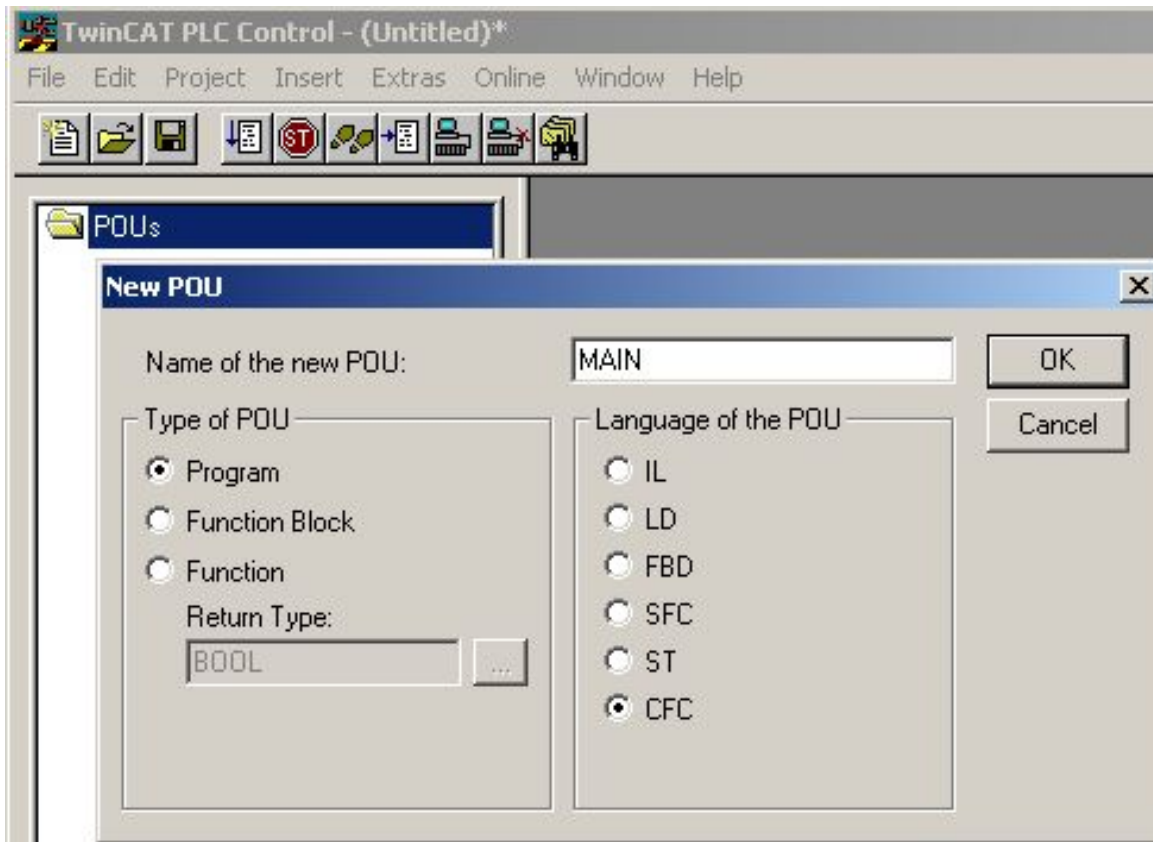 TwinCAT PLC Control - (Untitled)*
File Edit Project Insert Extras Online Window Help
ST
POUs
New POU
Name of the new POU: MAIN OK
Type of POU Language of the POU Cancel
Program IL
Function Block LD
Function FBD
Return Type: SFC
BOOL ... ST
CFC